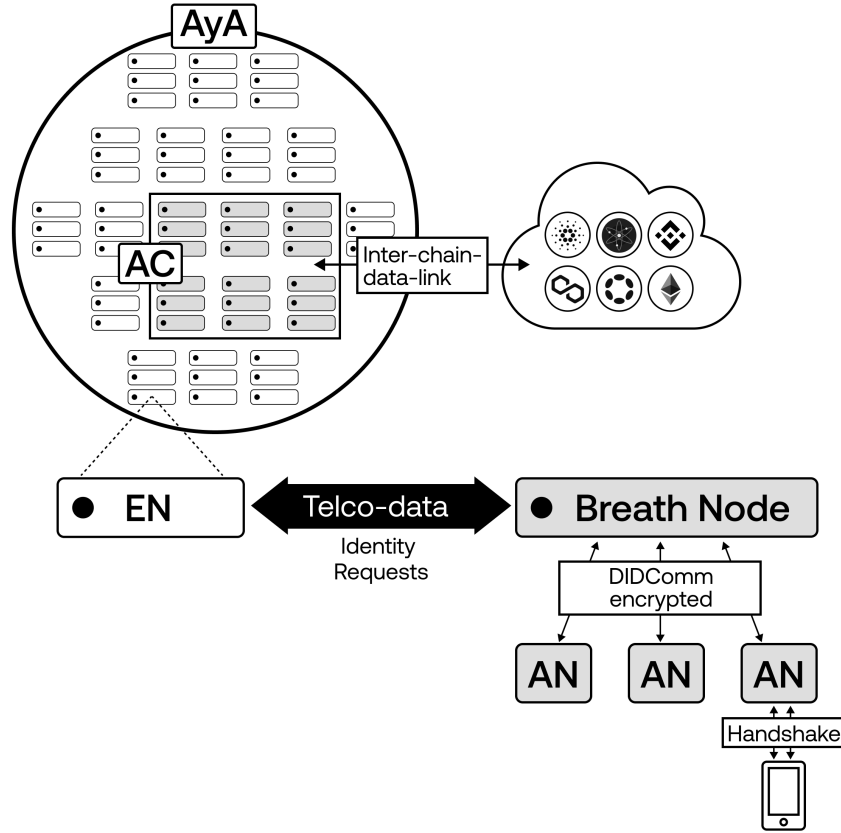 AyA
AC
Inter-chain-
data-link
EN
Telco-data
Identity
Requests
Breath Node
DIDComm
encrypted
AN
AN
AN
Handshake